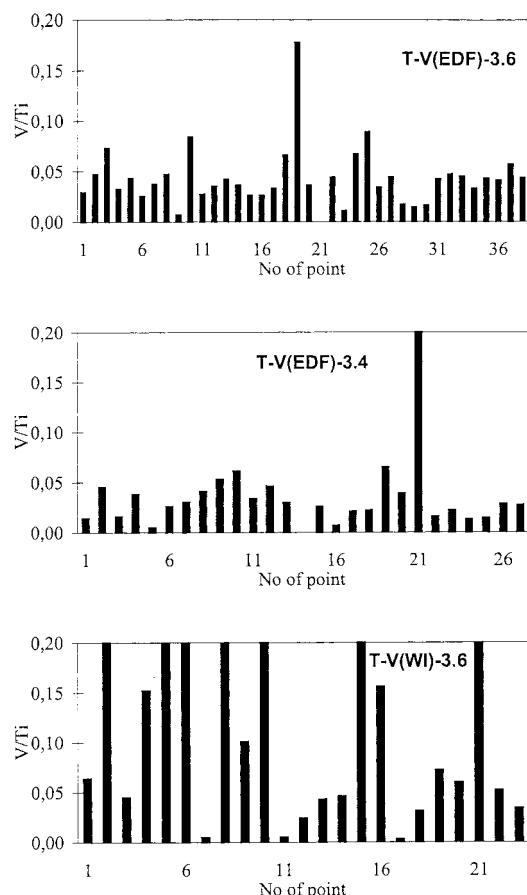 0,20
T-V(EDF)-3.6
0,15
V/Ti
0,10
0,05
0,00
1 6 11 16 21 26 31 36
No of point
0,20
T-V(EDF)-3.4
0,15
V/Ti
0,10
0,05
0,00
1 6 11 16 21 26
No of point
0,20
T-V(WI)-3.6
0,15
V/Ti
0,10
0,05
0,00
1 6 11 16 21
No of point